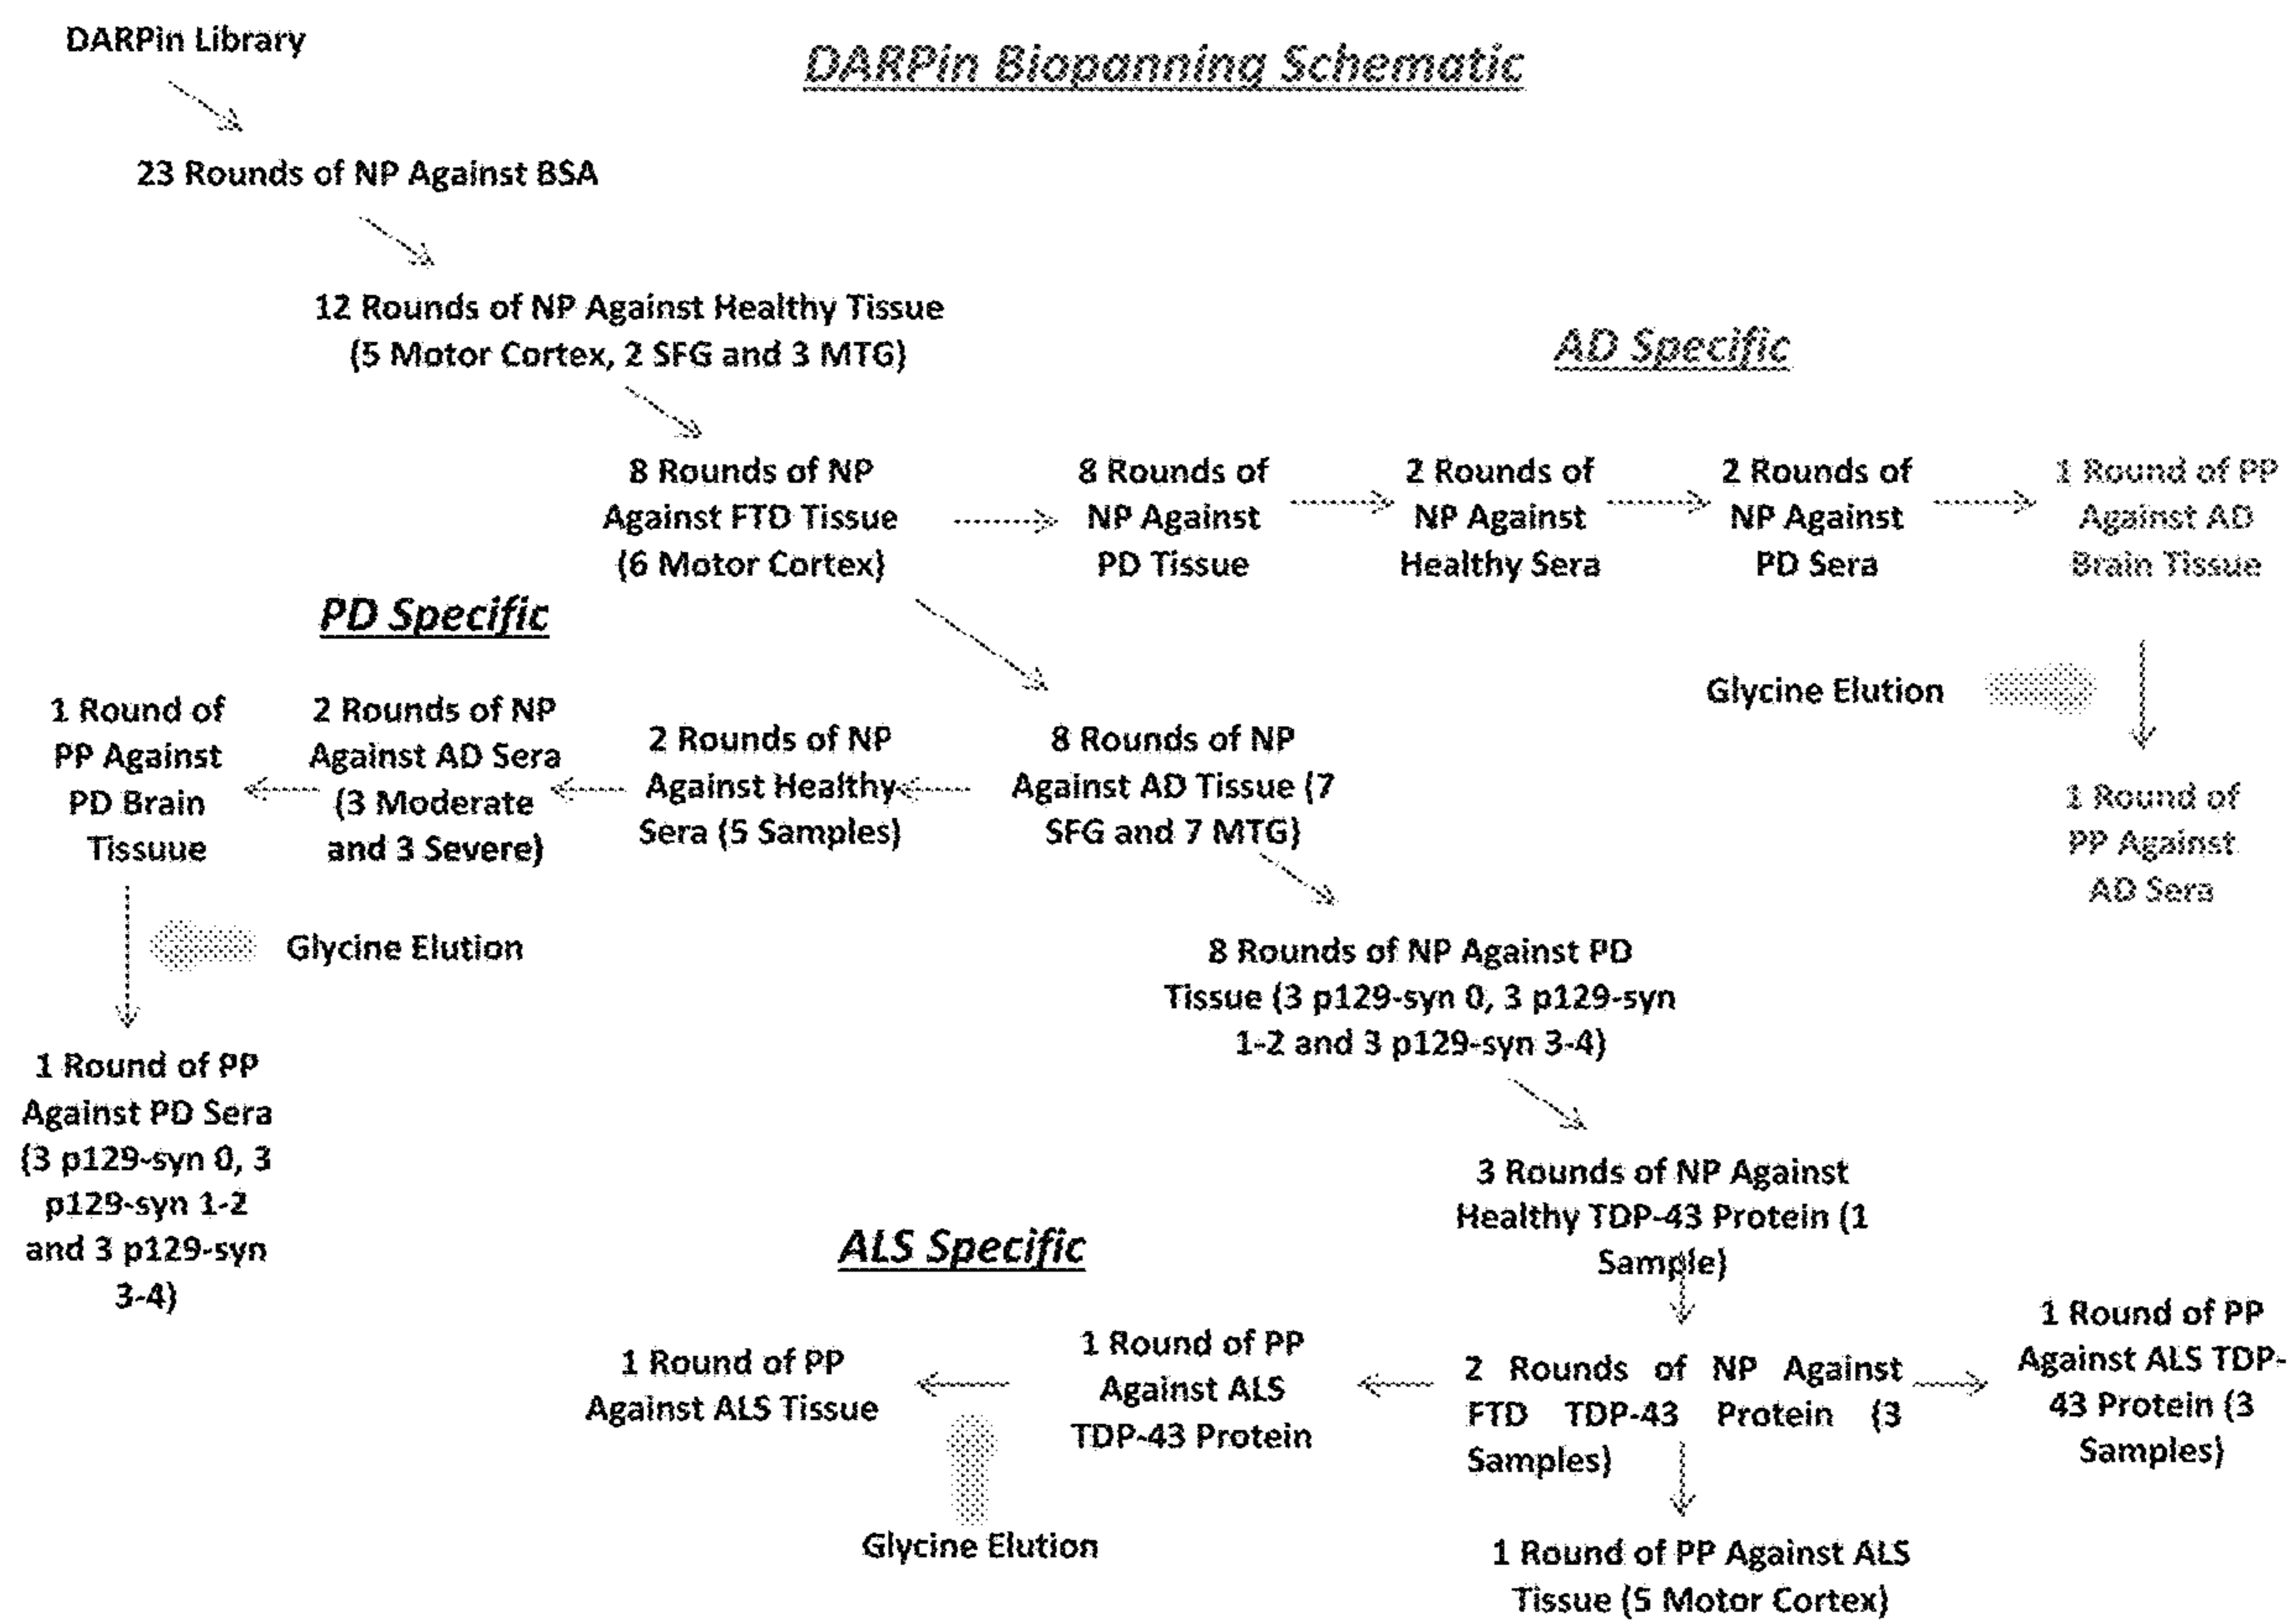 DARPin Library
DARPin Biopanning Schematic
23 Rounds of NP Against BSA
12 Rounds of NP Against Healthy Tissue
(5 Motor Cortex, 2 SFG and 3 MTG)
AD Specific
8 Rounds of NP
Against FTD Tissue
(6 Motor Cortex)
8 Rounds of
NP Against
PD Tissue
2 Rounds of
NP Against
Healthy Sera
2 Rounds of
NP Against
PD Sera
1 Round of PP
Against AD
Brain Tissue
Glycine Elution
1 Round of
PP Against
AD Sera
PD Specific
8 Rounds of NP
Against AD Tissue (7
SFG and 7 MTG)
2 Rounds of NP
Against Healthy
Sera (5 Samples)
2 Rounds of NP
Against AD Sera
(3 Moderate
and 3 Severe)
1 Round of
PP Against
PD Brain
Tissuue
Glycine Elution
1 Round of PP
Against PD Sera
(3 p129-syn 0, 3
p129-syn 1-2
and 3 p129-syn
3-4)
8 Rounds of NP Against PD
Tissue (3 p129-syn 0, 3 p129-syn
1-2 and 3 p129-syn 3-4)
3 Rounds of NP Against
Healthy TDP-43 Protein (1
Sample)
ALS Specific
2 Rounds of NP Against
FTD TDP-43 Protein (3
Samples)
1 Round of PP
Against ALS
TDP-43 Protein
1 Round of PP
Against ALS Tissue
Glycine Elution
1 Round of PP
Against ALS TDP-
43 Protein (3
Samples)
1 Round of PP Against ALS
Tissue (5 Motor Cortex)